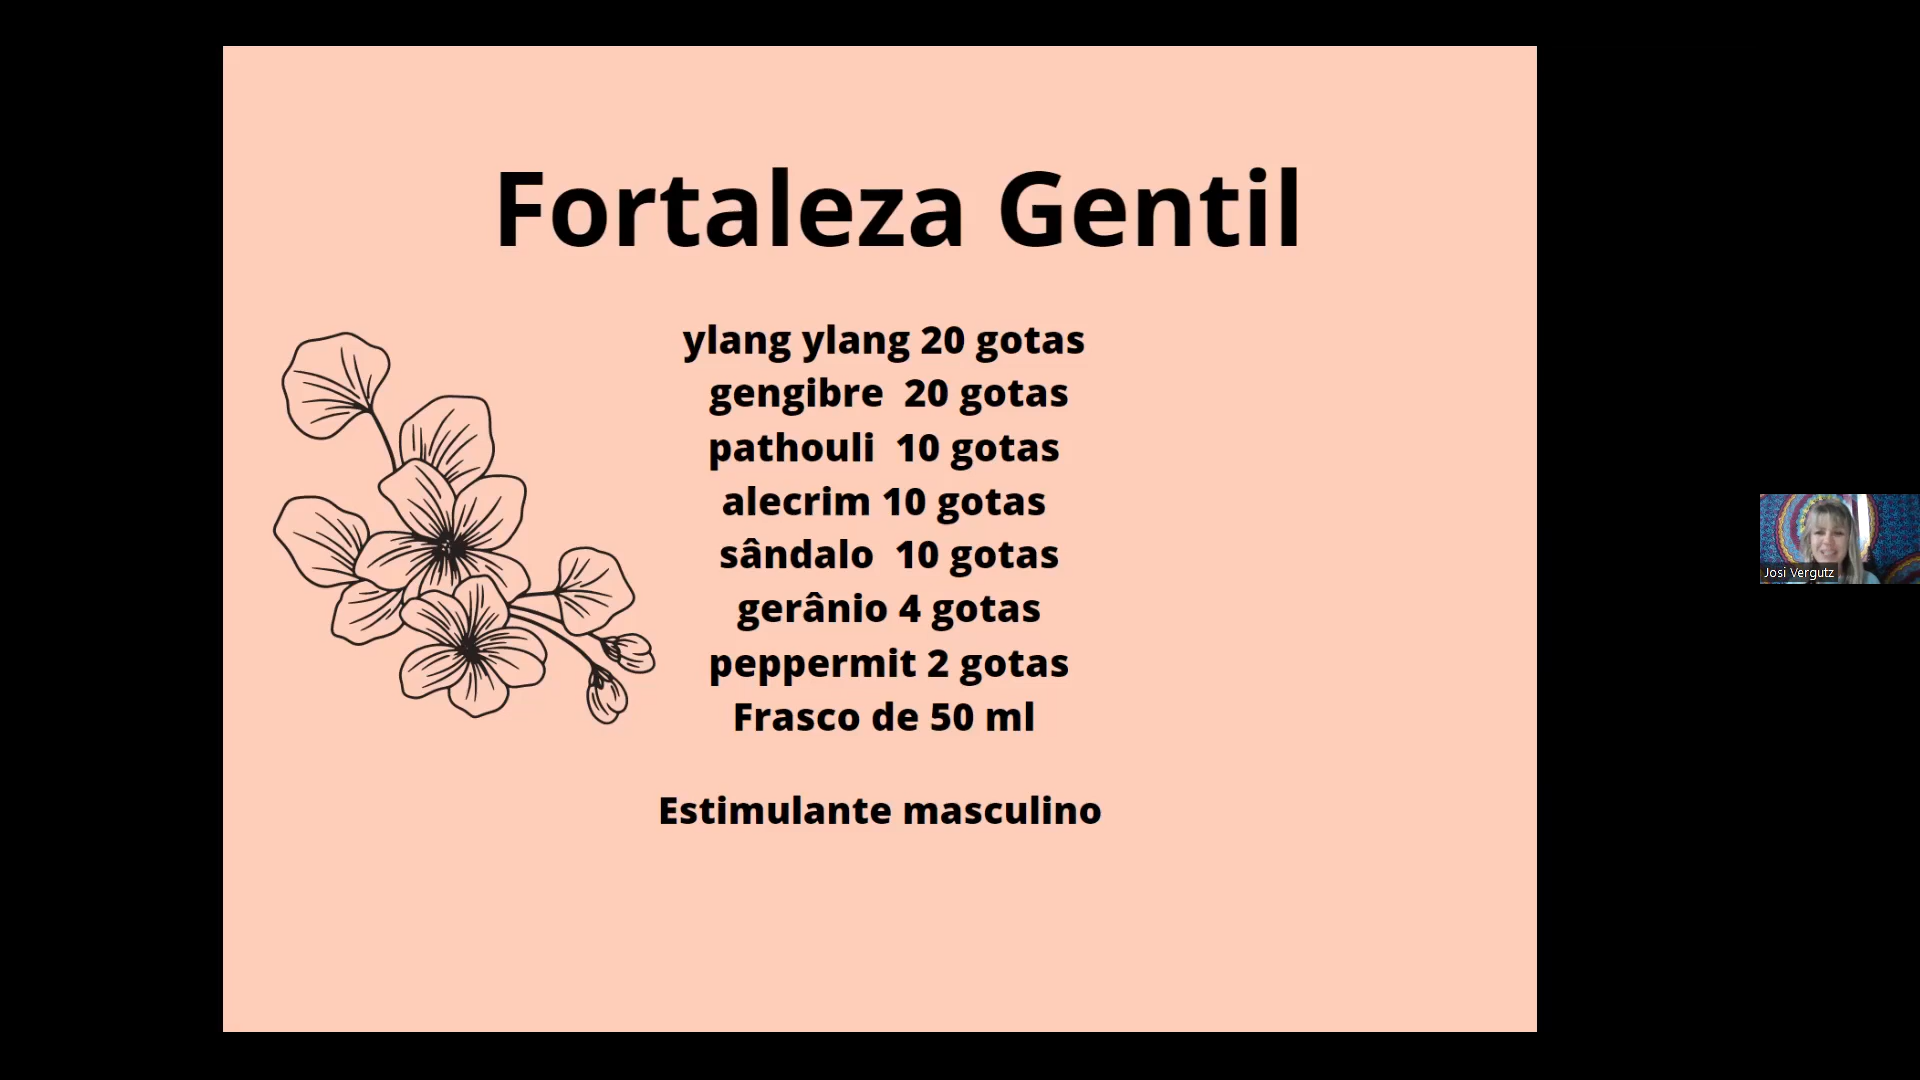 Fortaleza Gentil
ylang ylang 20 gotas
gengibre 20 gotas
pathouli 10 gotas
alecrim 10 gotas
sândalo 10 gotas
gerânio 4 gotas
peppermit 2 gotas
Frasco de 50 ml
Estimulante masculino
Josi Vergutz